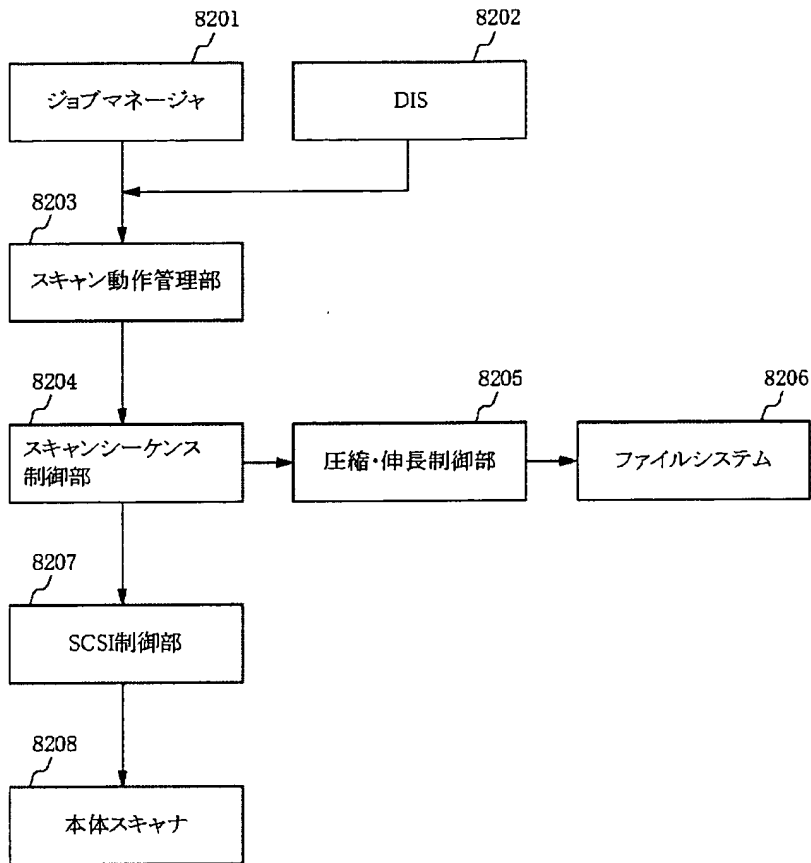 8201
8202
ジョブマネージャ
DIS
8203
スキャン動作管理部
8204
8205
8206
スキャンシーケンス
制御部
圧縮・伸長制御部
ファイルシステム
8207
SCSI制御部
8208
本体スキャナ